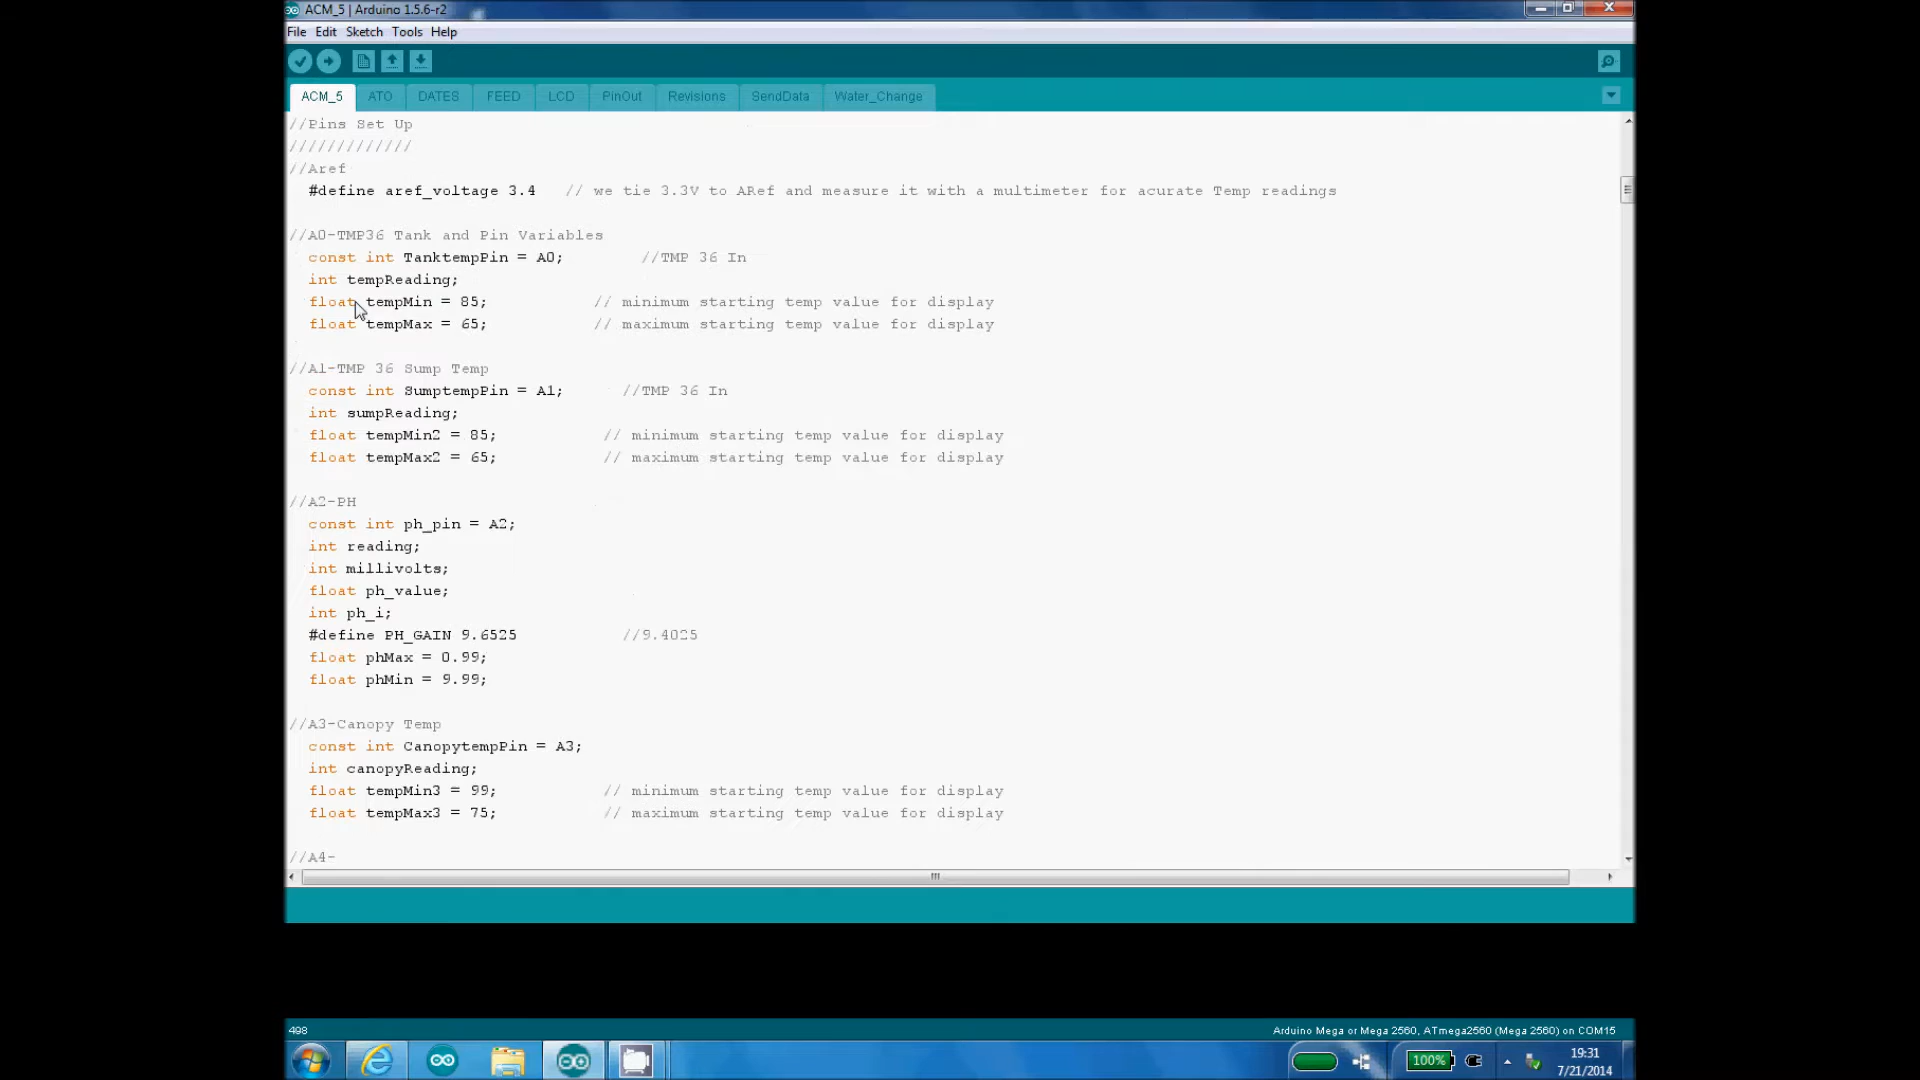 ACM_5 | Arduino 1.5.6-r2
File Edit Sketch Tools Help
ACM_5 ATO DATES FEED LCD PinOut Revisions SendData Water_Change
//Pins Set Up
/////////////
//Aref
#define aref_voltage 3.4 // we tie 3.3V to ARef and measure it with a multimeter for acurate Temp readings
//A0-TMP36 Tank and Pin Variables
const int TanktempPin = A0; //TMP 36 In
int tempReading;
float tempMin = 85; // minimum starting temp value for display
float tempMax = 65; // maximum starting temp value for display
//A1-TMP 36 Sump Temp
const int SumptempPin = A1; //TMP 36 In
int sumpReading;
float tempMin2 = 85; // minimum starting temp value for display
float tempMax2 = 65; // maximum starting temp value for display
//A2-PH
const int ph_pin = A2;
int reading;
int millivolts;
float ph_value;
int ph_i;
#define PH_GAIN 9.6525 //9.4025
float phMax = 0.99;
float phMin = 9.99;
//A3-Canopy Temp
const int CanopytempPin = A3;
int canopyReading;
float tempMin3 = 99; // minimum starting temp value for display
float tempMax3 = 75; // maximum starting temp value for display
//A4-
498 Arduino Mega or Mega 2560, ATmega2560 (Mega 2560) on COM15
100% 19:31
7/21/2014